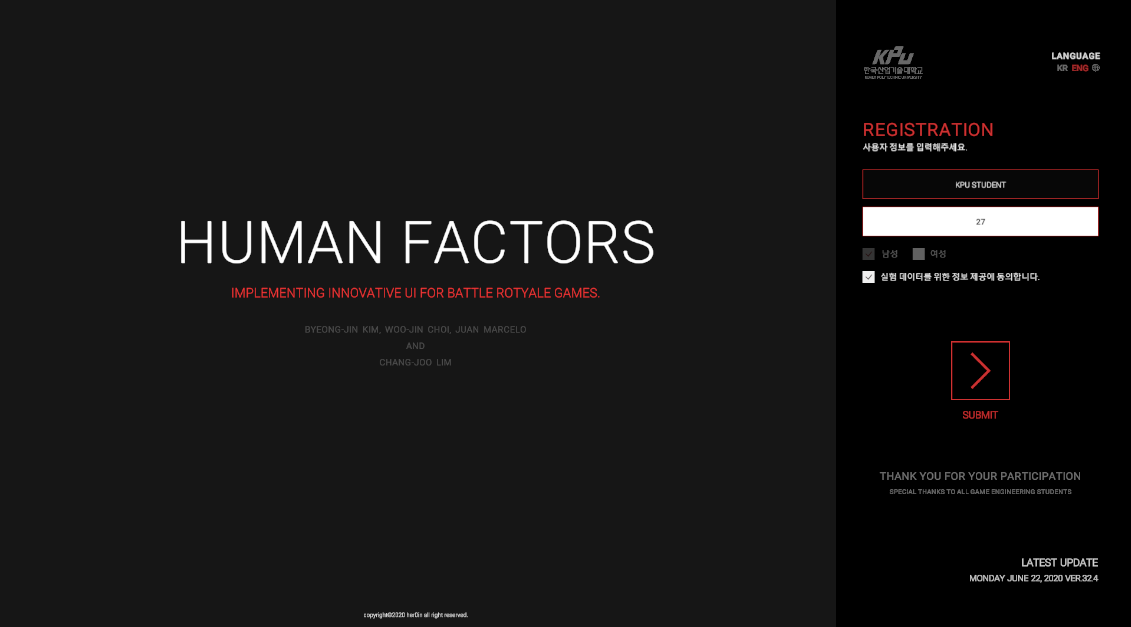 HUMAN FACTORS
IMPLEMENTING INNOVATIVE UI FOR BATTLE ROTYALE GAMES.
BYEONG-JIN KIM, WOO-JIN CHOI, JUAN MARCELO
AND
CHANG-JOO LIM
copyright©2020 all right reserved.
KPU
한국산업기술대학교
LANGUAGE
KR ENG 中
REGISTRATION
사용자 정보를 입력해주세요.
KPU STUDENT
27
남성 여성
실험 데이터를 위한 정보 제공에 동의합니다.
SUBMIT
THANK YOU FOR YOUR PARTICIPATION
SPECIAL THANKS TO ALL GAME ENGINEERING STUDENTS
LATEST UPDATE
MONDAY JUNE 22, 2020 VER.32.4